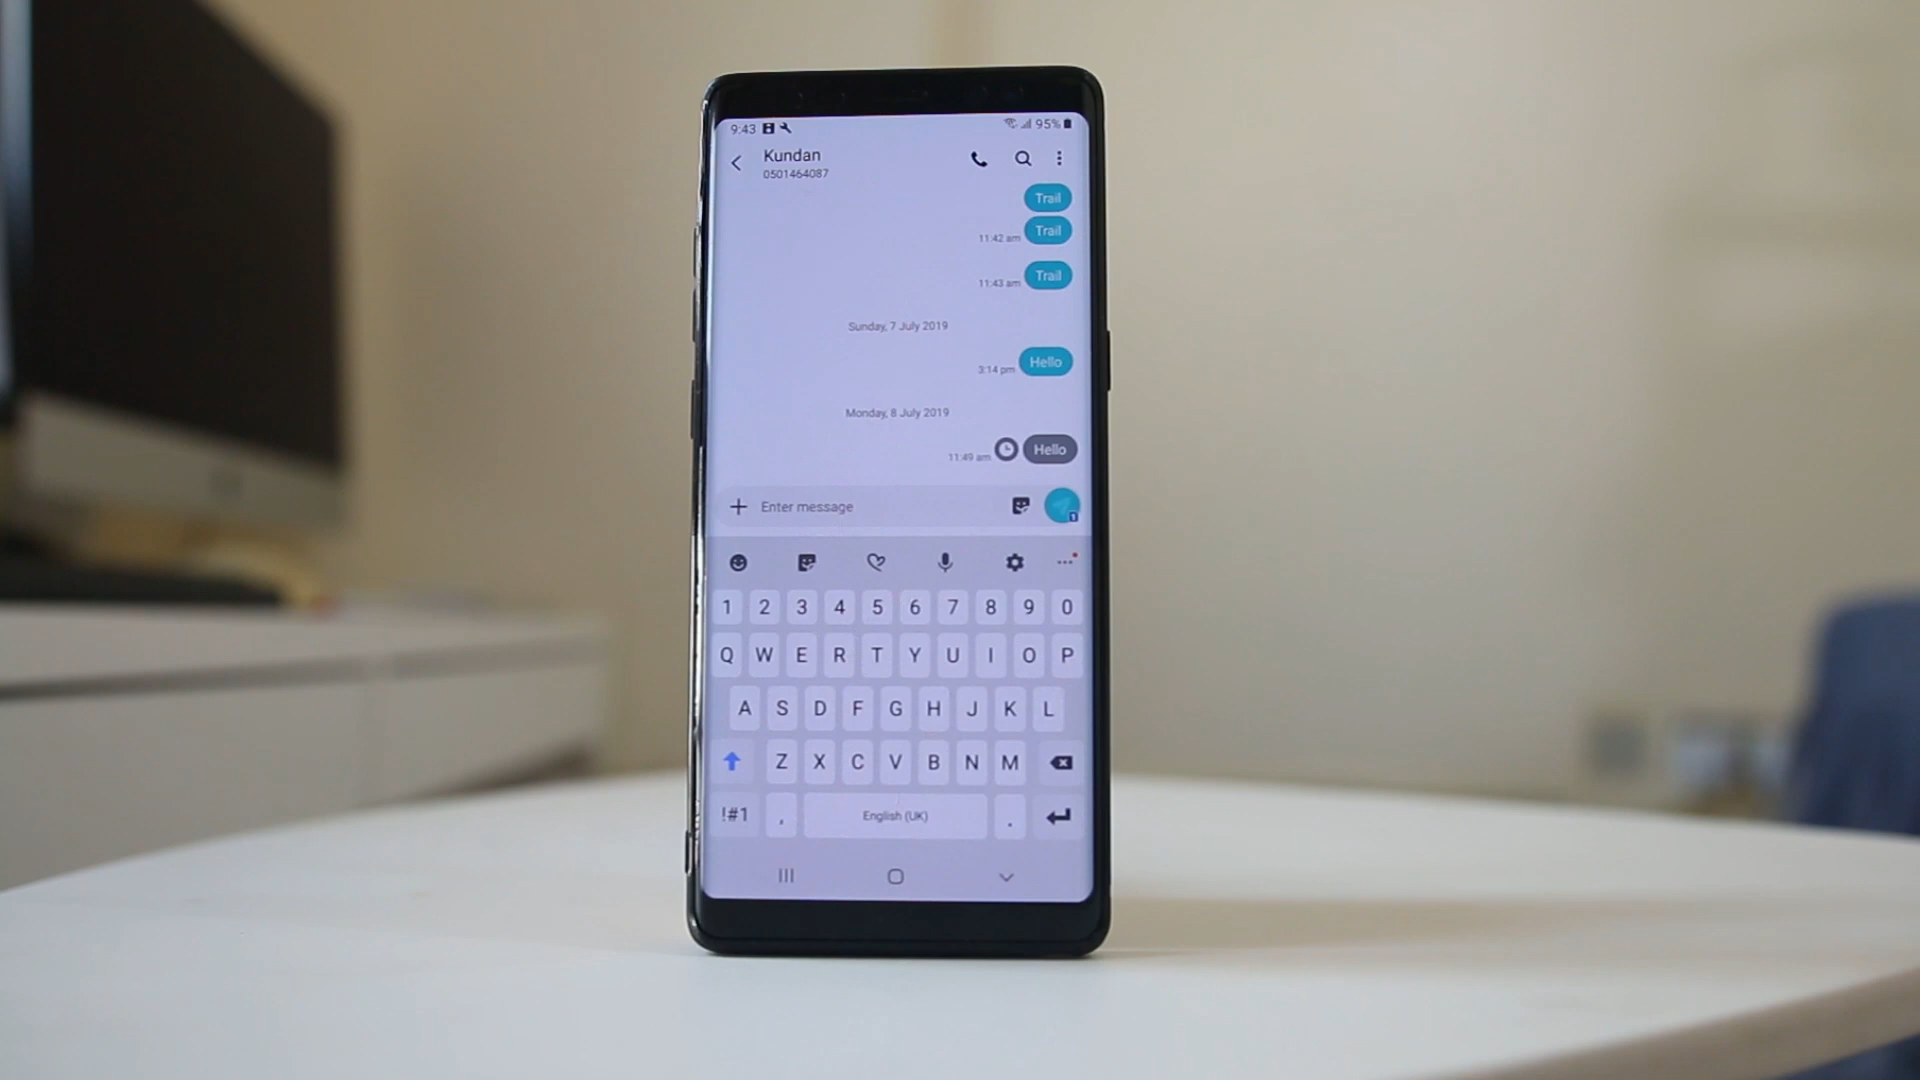 9:43 95%
Kundan
0501464087
Trail
11:42 am Trail
11:43 am Trail
Sunday, 7 July 2019
3:14 pm Hello
Monday, 8 July 2019
11:49 am Hello
Enter message
1
1 2 3 4 5 6 7 8 9 0
Q W E R T Y U I O P
A S D F G H J K L
Z X C V B N M
!#1 , English (UK) .